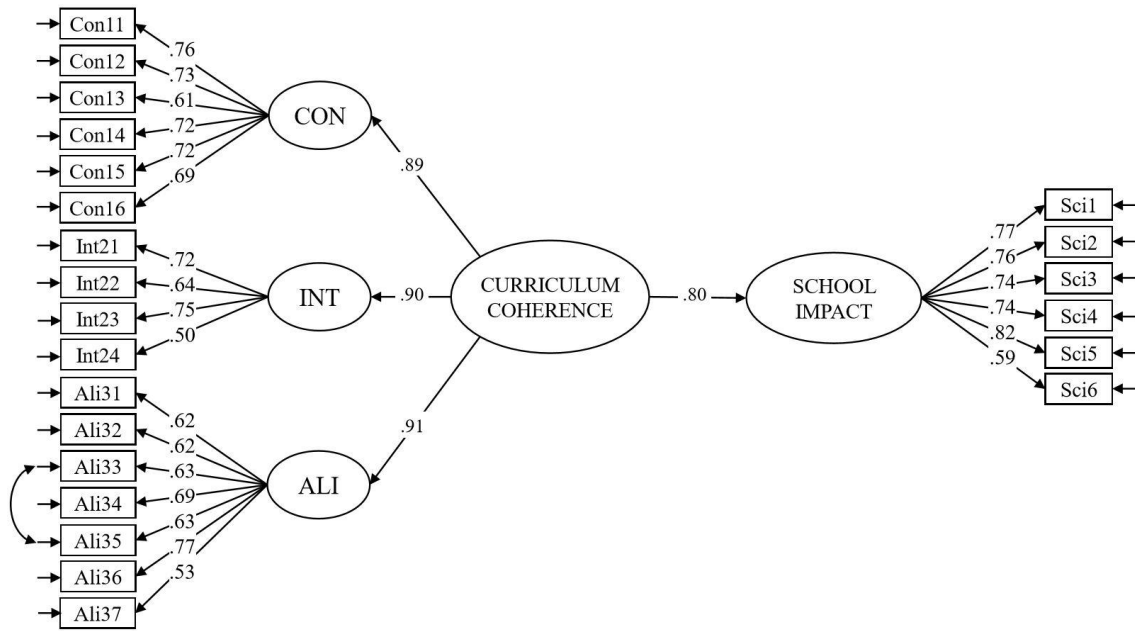 Con11
.76
Con12
.73
Con13
.61
CON
Con14
.72
Con15
.72
.69
Con16
.89
Int21
.72
Int22
.64
INT
Int23
.75
Int24
.50
.90
CURRICULUM
COHERENCE
.80
SCHOOL
IMPACT
Sci1
.77
Sci2
.76
Sci3
.74
Sci4
.74
Sci5
.82
Sci6
.59
.91
Ali31
.62
Ali32
.62
Ali33
.63
ALI
Ali34
.69
Ali35
.63
Ali36
.77
Ali37
.53